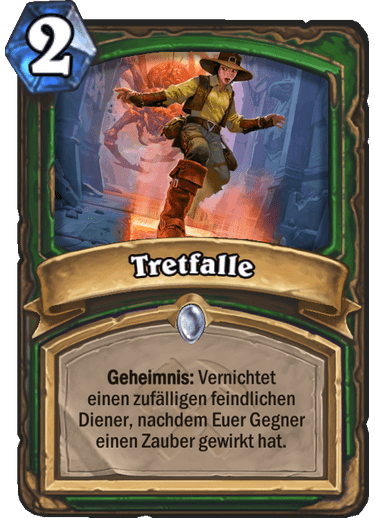 2
Tretfalle
Geheimnis: Vernichtet
einen zufälligen feindlichen
Diener, nachdem Euer Gegner
einen Zauber gewirkt hat.